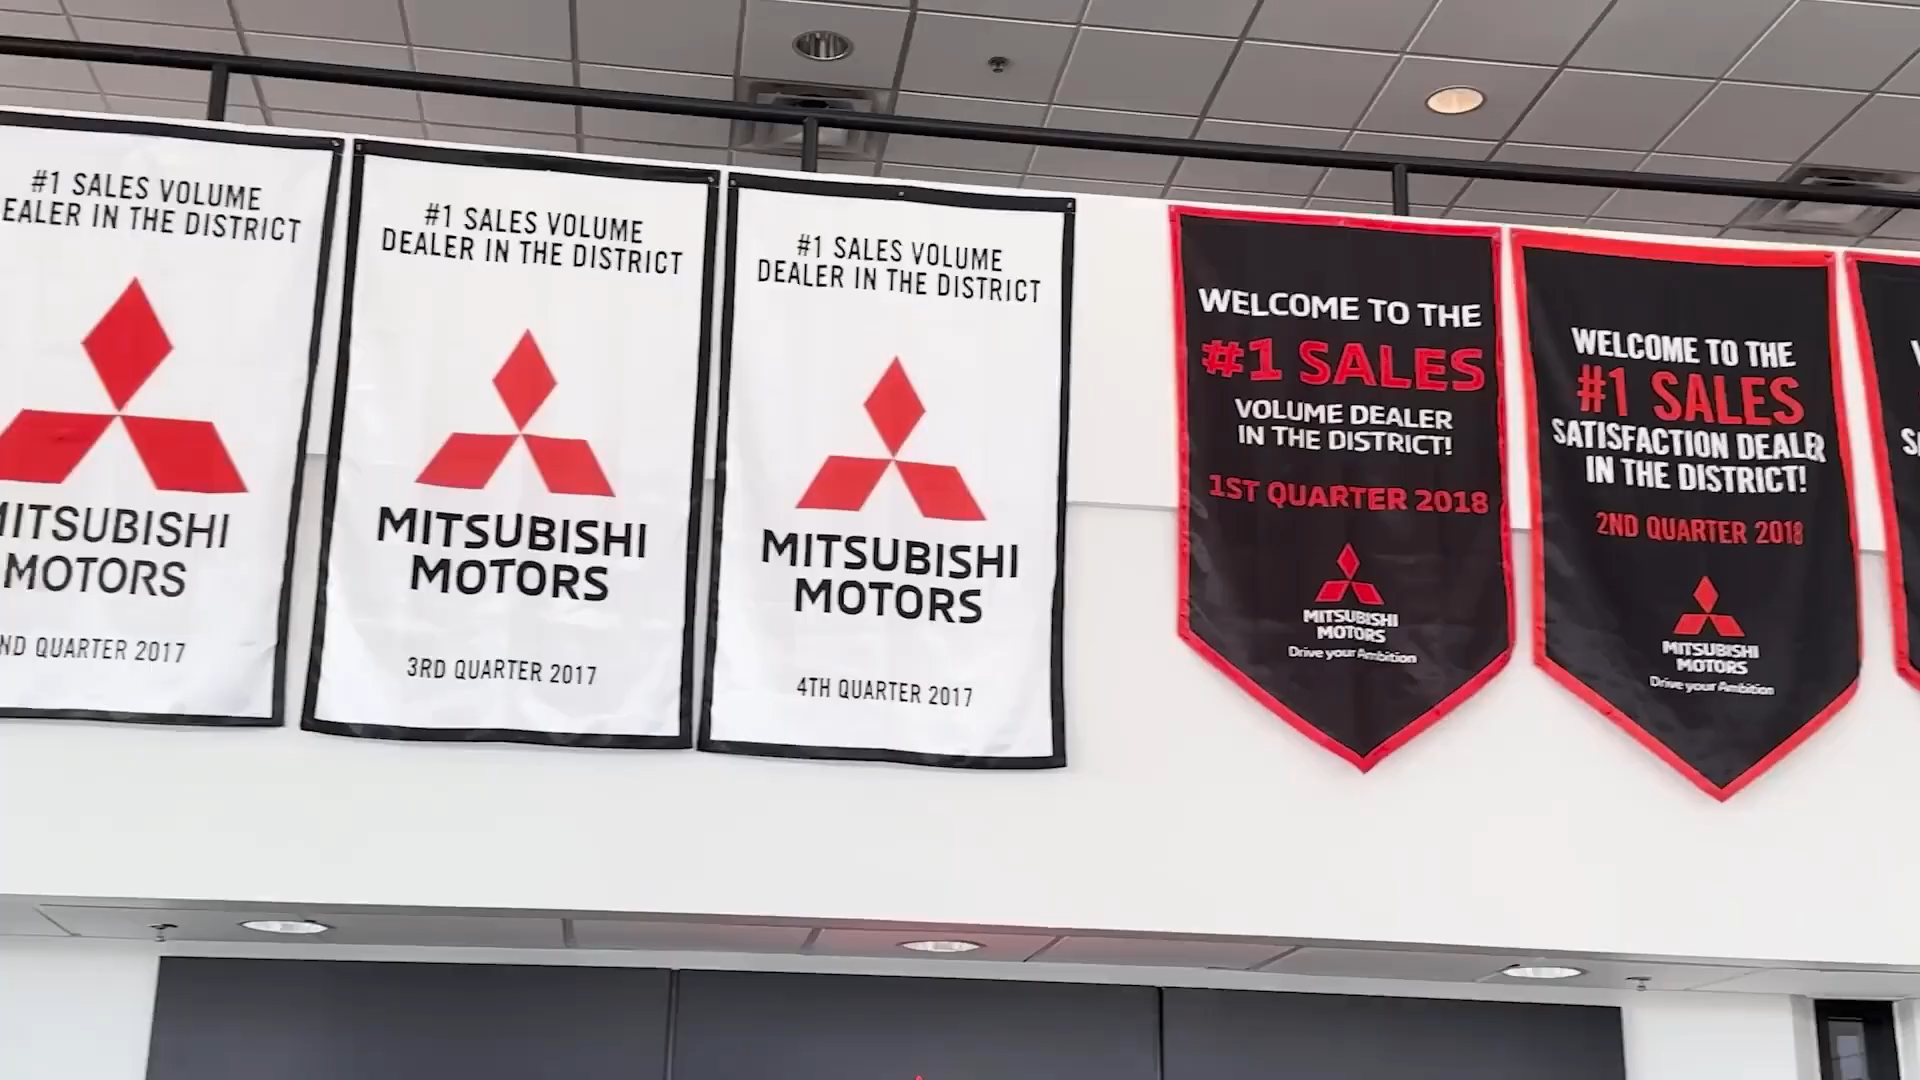 #1 SALES VOLUME
EALER IN THE DISTRICT
MITSUBISHI
MOTORS
ND QUARTER 2017
#1 SALES VOLUME
DEALER IN THE DISTRICT
MITSUBISHI
MOTORS
3RD QUARTER 2017
#1 SALES VOLUME
DEALER IN THE DISTRICT
MITSUBISHI
MOTORS
4TH QUARTER 2017
WELCOME TO THE
#1 SALES
VOLUME DEALER
IN THE DISTRICT!
1ST QUARTER 2018
MITSUBISHI
MOTORS
Drive your Ambition
WELCOME TO THE
#1 SALES
SATISFACTION DEALER
IN THE DISTRICT!
2ND QUARTER 2018
MITSUBISHI
MOTORS
Drive your Ambition